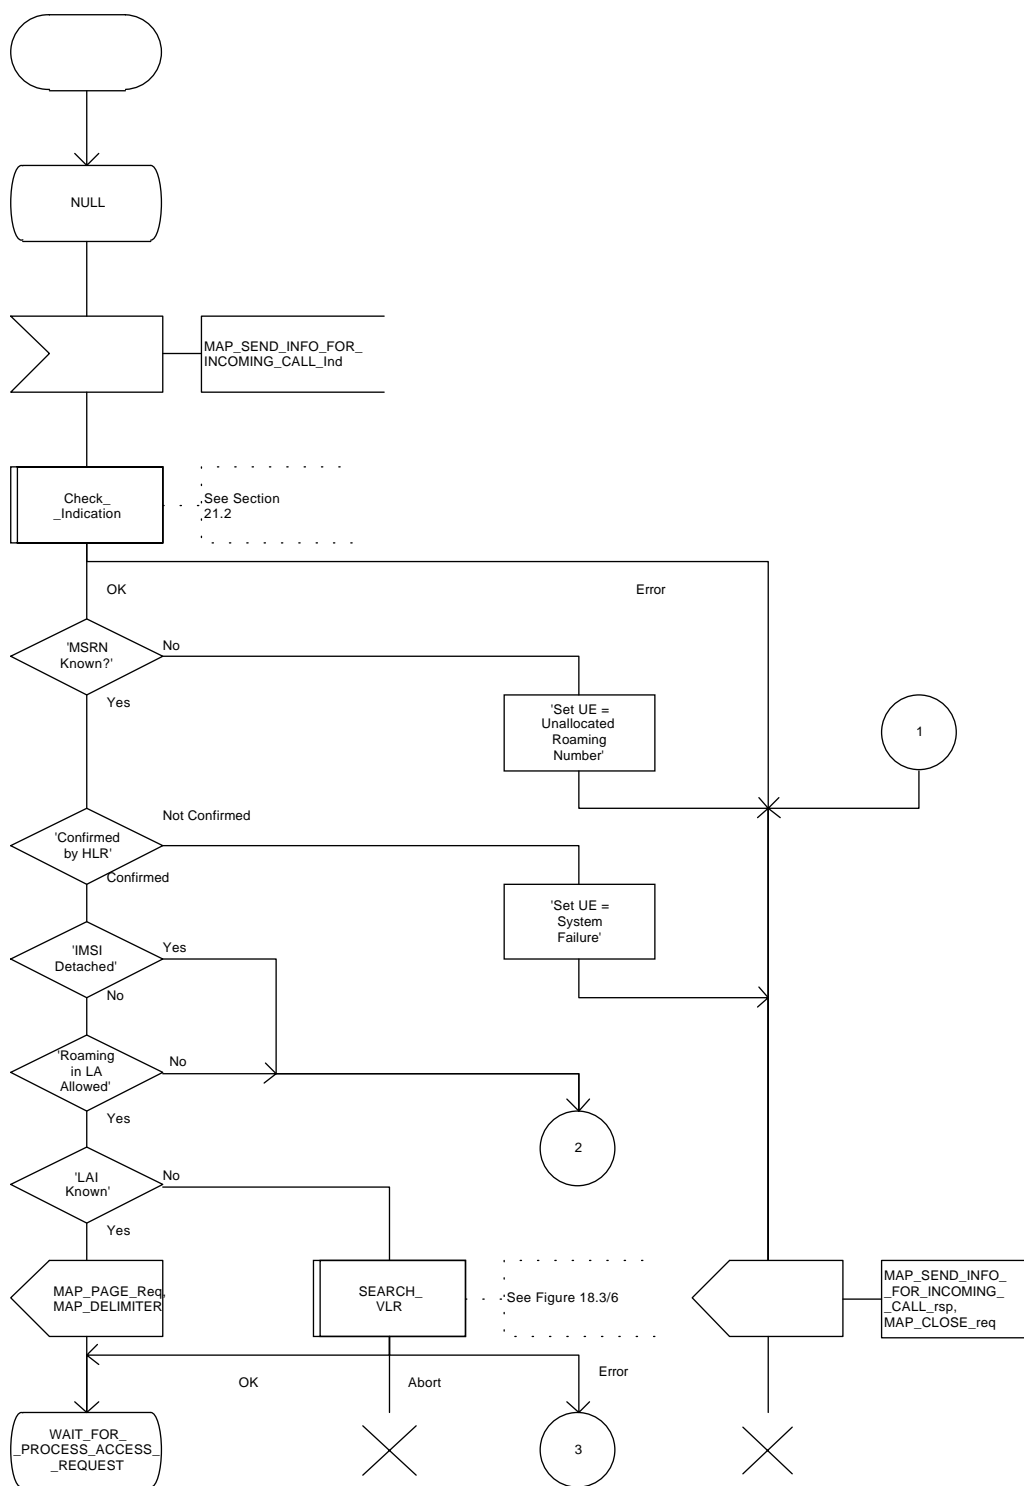 NULL
MAP_SEND_INFO_FOR_
INCOMING_CALL_Ind
Check_
_Indication
See Section
21.2
OK
Error
'MSRN
Known?'
No
Yes
'Set UE =
Unallocated
Roaming
Number'
1
Not Confirmed
'Confirmed
by HLR'
Confirmed
'Set UE =
System
Failure'
'IMSI
Detached'
Yes
No
'Roaming
in LA
Allowed'
No
Yes
2
'LAI
Known'
No
Yes
MAP_PAGE_Req,
MAP_DELIMITER
SEARCH_
VLR
See Figure 18.3/6
MAP_SEND_INFO_
_FOR_INCOMING_
_CALL_rsp,
MAP_CLOSE_req
OK
Abort
Error
WAIT_FOR_
_PROCESS_ACCESS_
_REQUEST
3